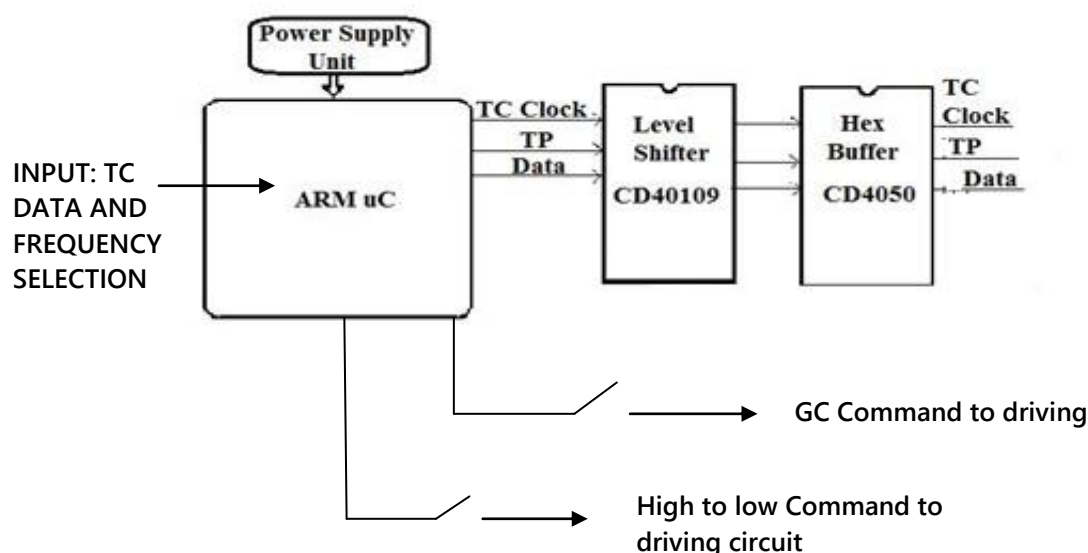 Power Supply
Unit
INPUT: TC
DATA AND
FREQUENCY
SELECTION
ARM uC
TC Clock
TP
Data
Level
Shifter
CD40109
Hex
Buffer
CD4050
TC
Clock
TP
Data
GC Command to driving
High to low Command to
driving circuit